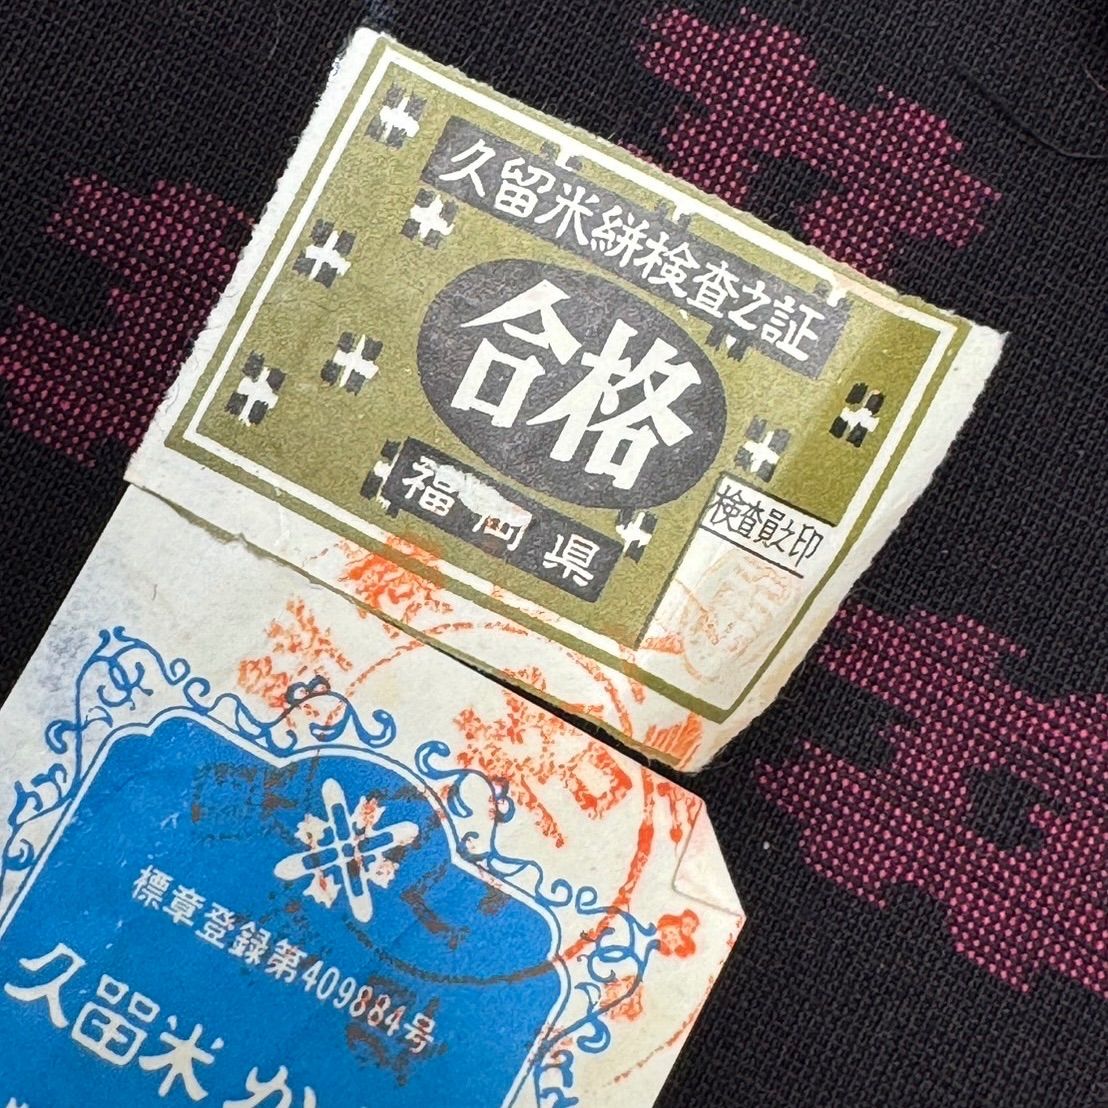 久留米絣検査之証
合格
福岡県
検査員之印
標章登録第409884号
久留米か